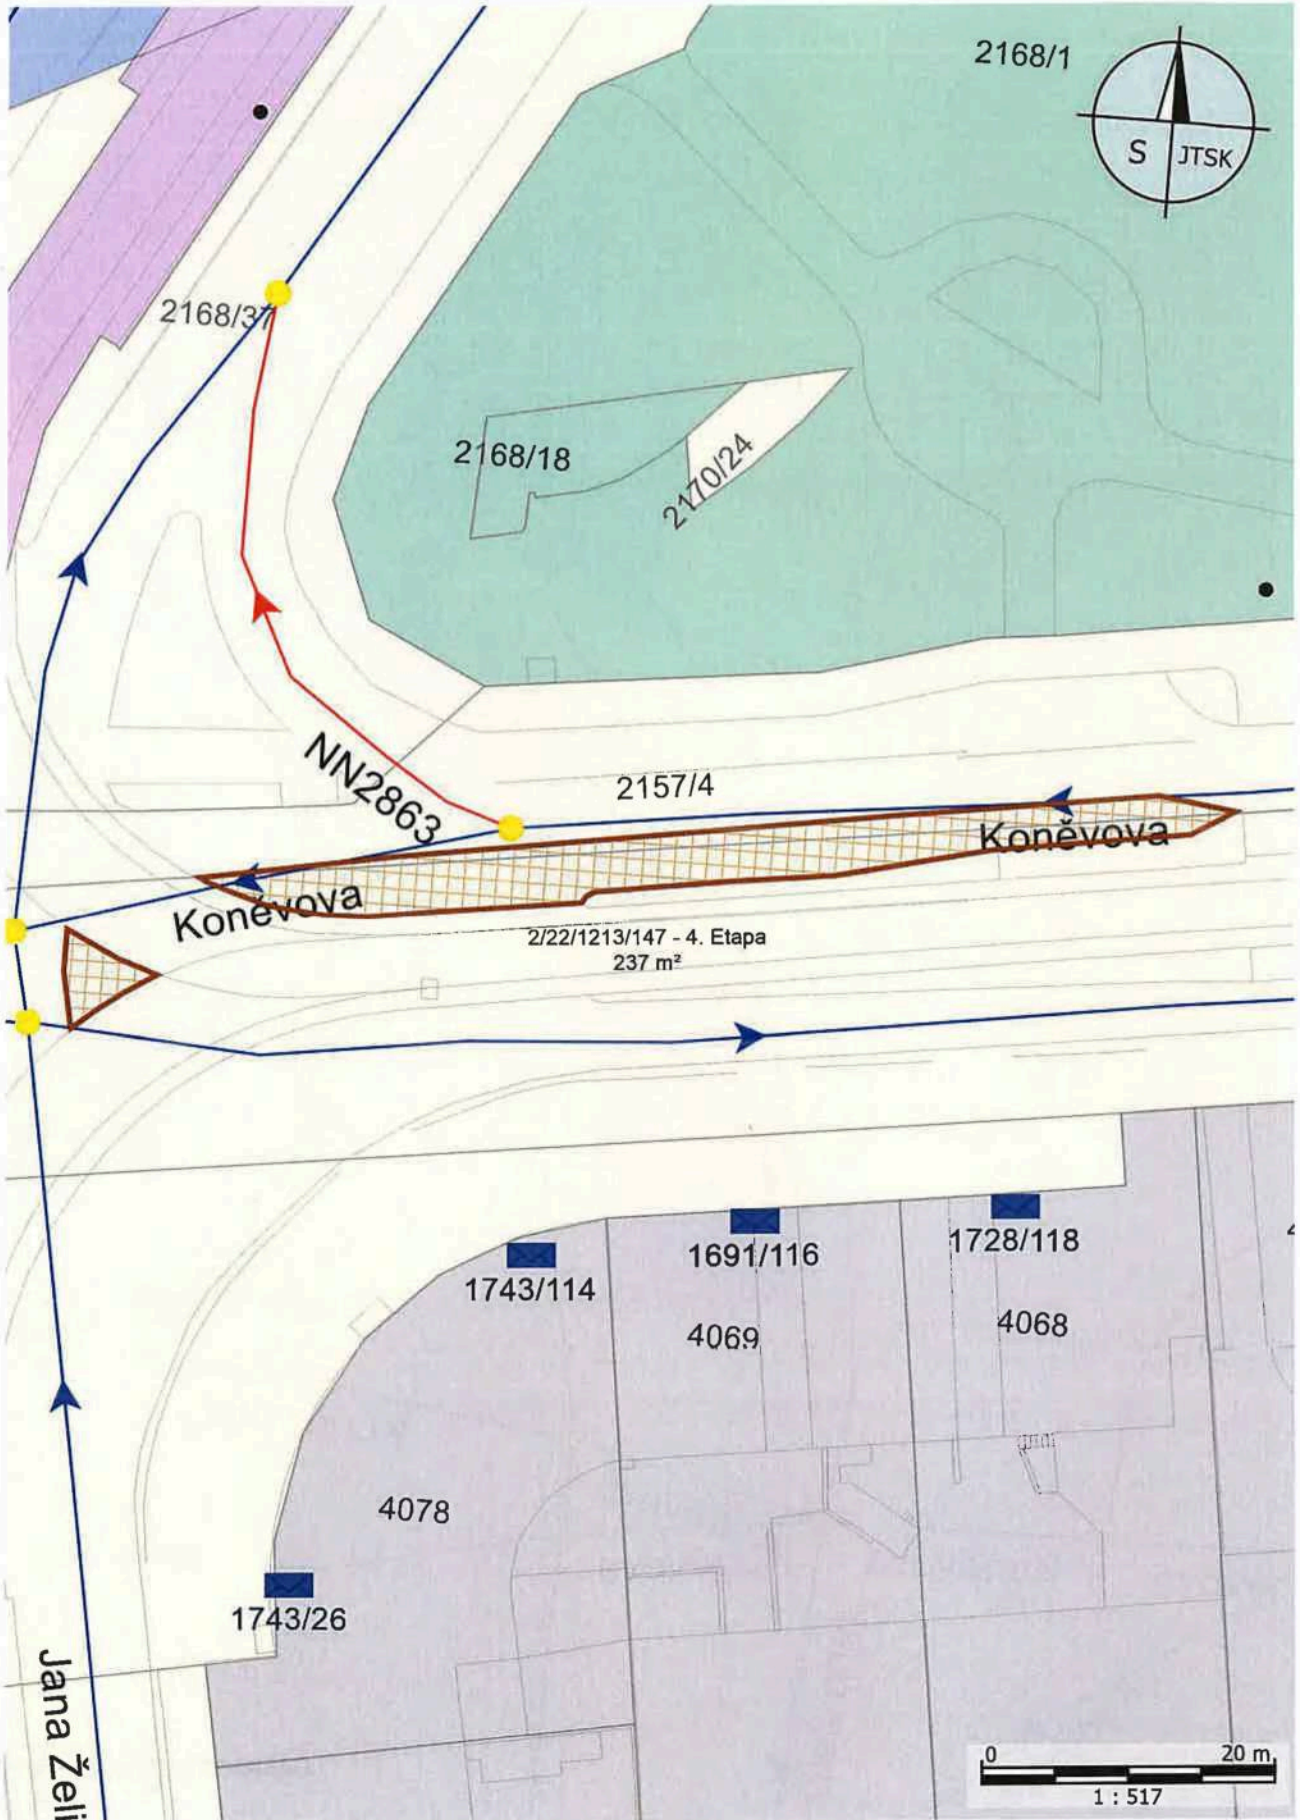 2168/1
S JTSK
2168/37
2168/18
2170/24
NN2863
2157/4
Koněvova
Koněvova
2/22/1213/147 - 4. Etapa
237 m²
1743/114
1691/116
1728/118
4069
4068
4078
1743/26
Jana Želi
0 20 m
1 : 517